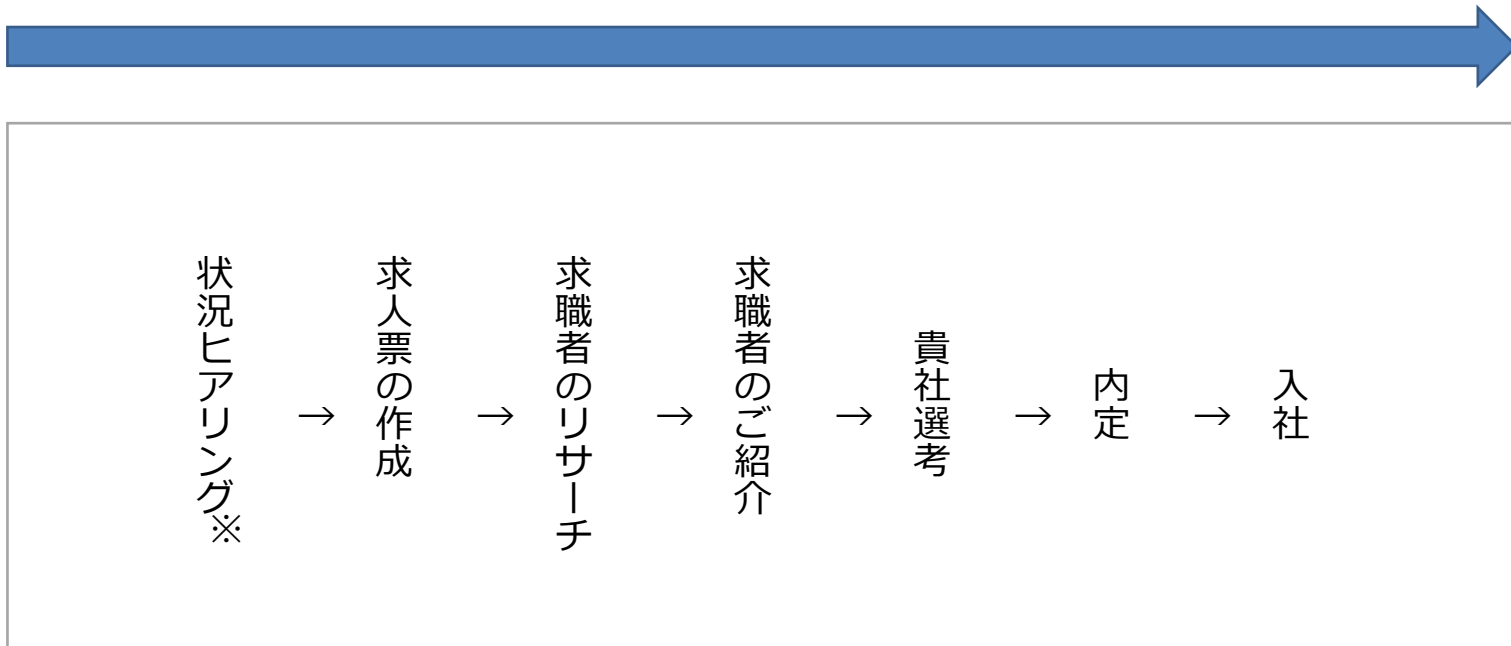 状況ヒアリング※
→
求人票の作成
→
求職者のリサーチ
→
求職者のご紹介
→
貴社選考
→
内定
→
入社